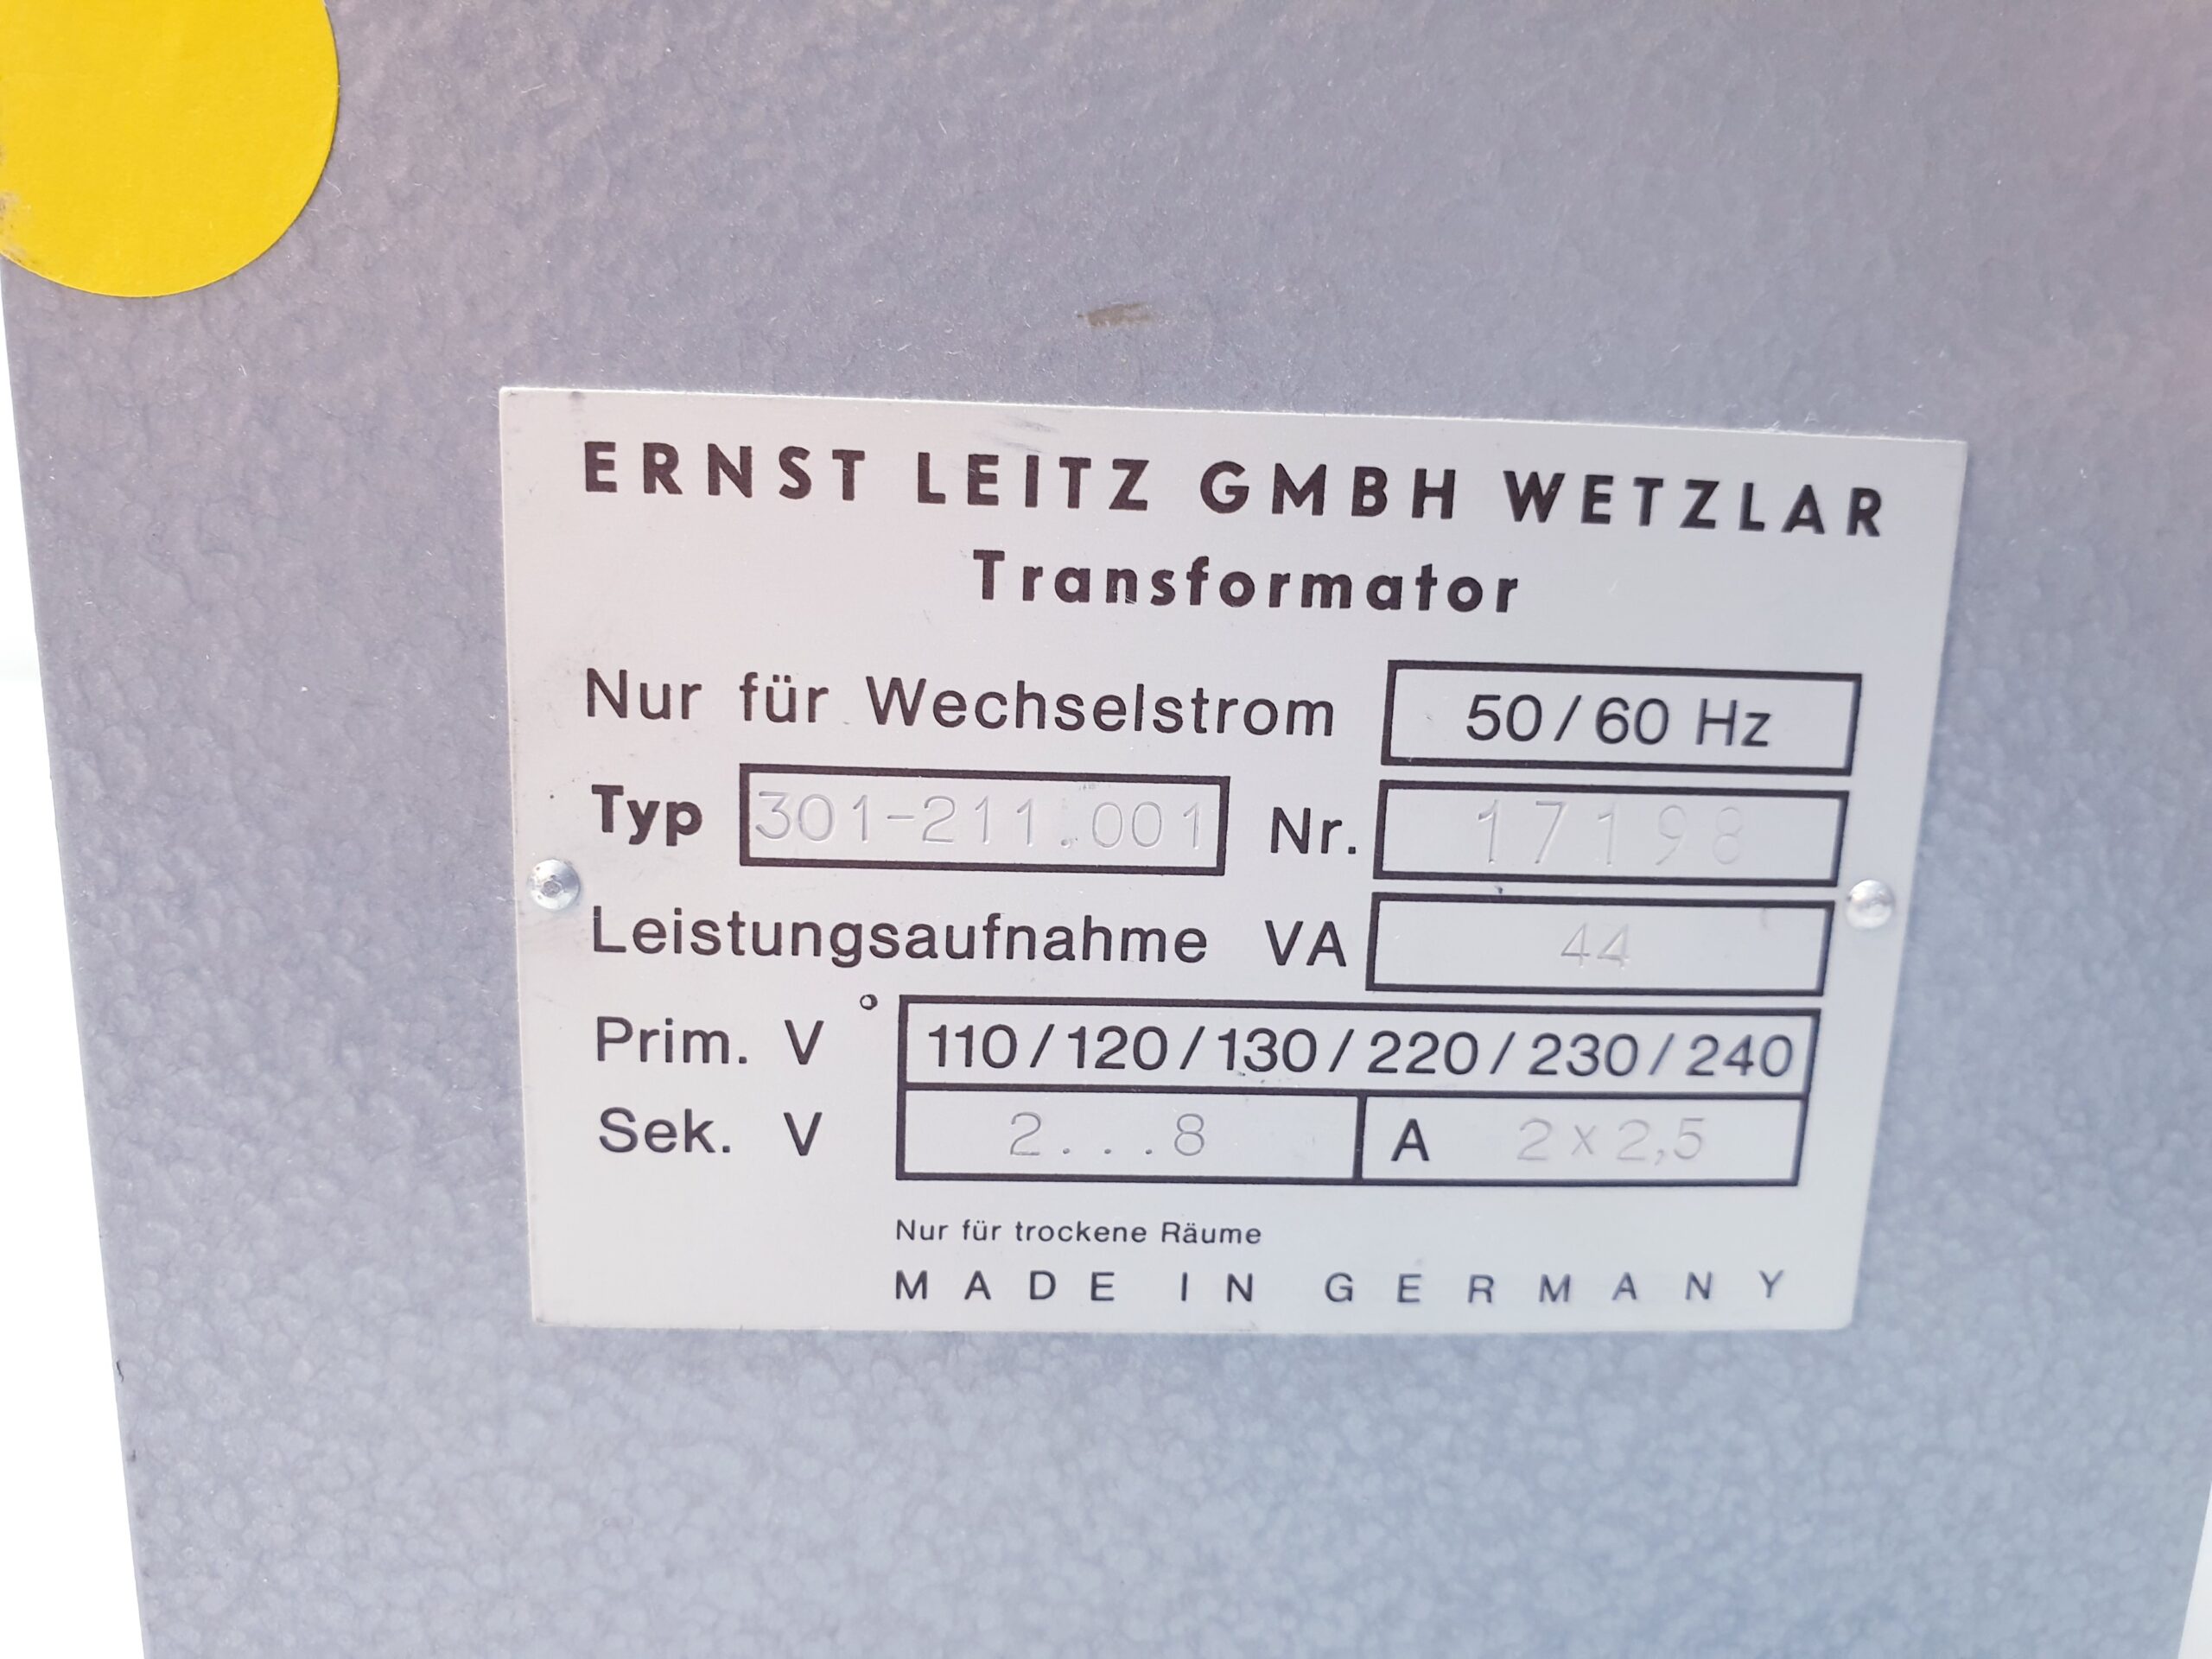 ERNST LEITZ GMBH WETZLAR
Transformator
Nur für Wechselstrom 50/60 Hz
Typ 301-211.001 Nr. 17198
Leistungsaufnahme VA 44
Prim. V 110/120/130/220/230/240
Sek. V 2...8 A 2x2,5
Nur für trockene Räume
MADE IN GERMANY